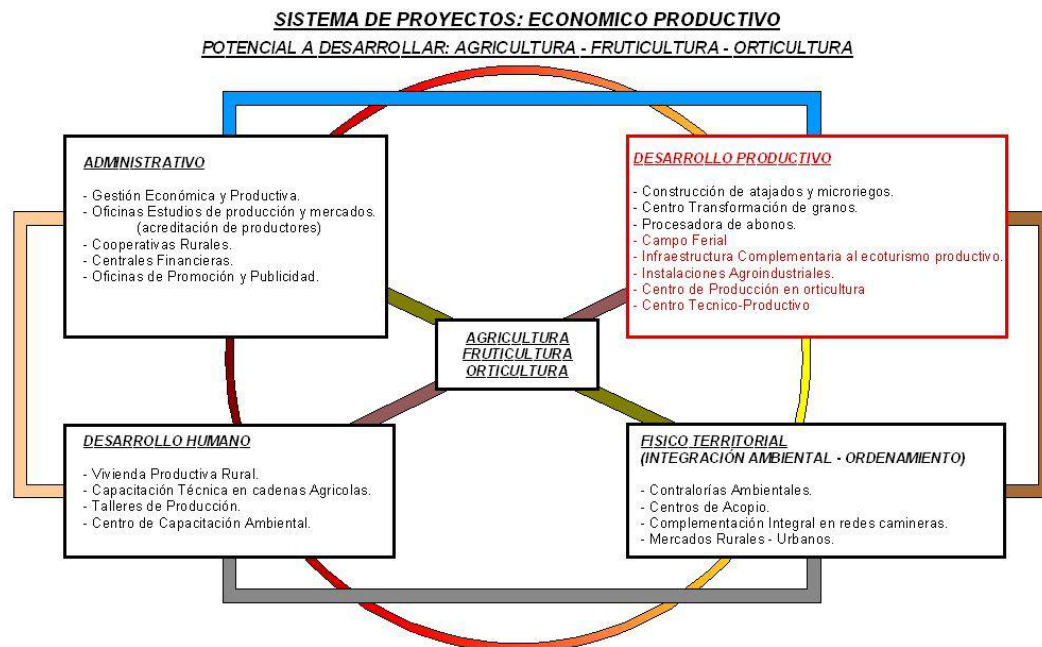 SISTEMA DE PROYECTOS: ECONOMICO PRODUCTIVO
POTENCIAL A DESARROLLAR: AGRICULTURA - FRUTICULTURA - ORTICULTURA
ADMINISTRATIVO
- Gestión Económica y Productiva.
- Oficinas Estudios de producción y mercados.
(acreditación de productores)
- Cooperativas Rurales.
- Centrales Financieras.
- Oficinas de Promoción y Publicidad.
DESARROLLO PRODUCTIVO
- Construcción de atajados y microriegos.
- Centro Transformación de granos.
- Procesadora de abonos.
- Campo Ferial
- Infraestructura Complementaria al ecoturismo productivo.
- Instalaciones Agroindustriales.
- Centro de Producción en orticultura
- Centro Tecnico-Productivo
AGRICULTURA
FRUTICULTURA
ORTICULTURA
DESARROLLO HUMANO
- Vivienda Productiva Rural.
- Capacitación Técnica en cadenas Agricolas.
- Talleres de Producción.
- Centro de Capacitación Ambiental.
FISICO TERRITORIAL
(INTEGRACIÓN AMBIENTAL - ORDENAMIENTO)
- Contralorías Ambientales.
- Centros de Acopio.
- Complementación Integral en redes camineras.
- Mercados Rurales - Urbanos.